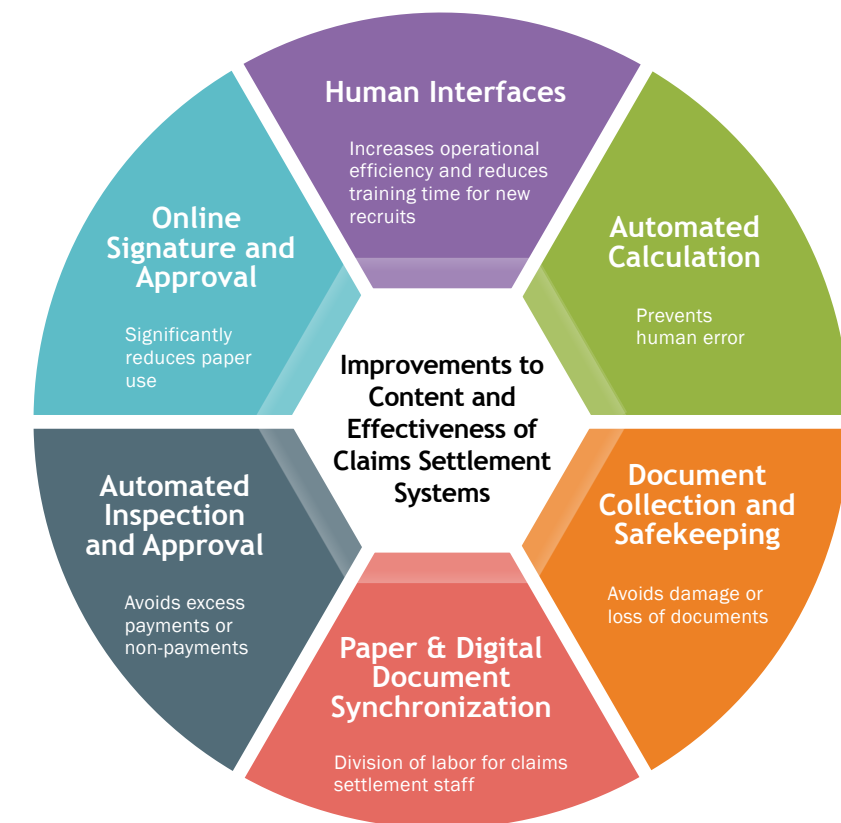 Human Interfaces
Increases operational
efficiency and reduces
training time for new
recruits
Automated
Calculation
Prevents
human error
Document
Collection and
Safekeeping
Avoids damage or
loss of documents
Paper & Digital
Document
Synchronization
Division of labor for claims
settlement staff
Automated
Inspection
and Approval
Avoids excess
payments or
non-payments
Online
Signature and
Approval
Significantly
reduces paper
use
Improvements to
Content and
Effectiveness of
Claims Settlement
Systems